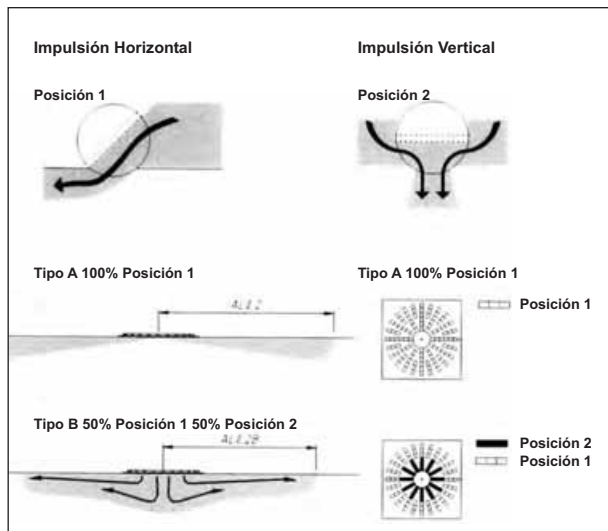 Impulsión Horizontal
Impulsión Vertical
Posición 1
Posición 2
Tipo A 100% Posición 1
Tipo A 100% Posición 1
Posición 1
Tipo B 50% Posición 1 50% Posición 2
Posición 2
Posición 1